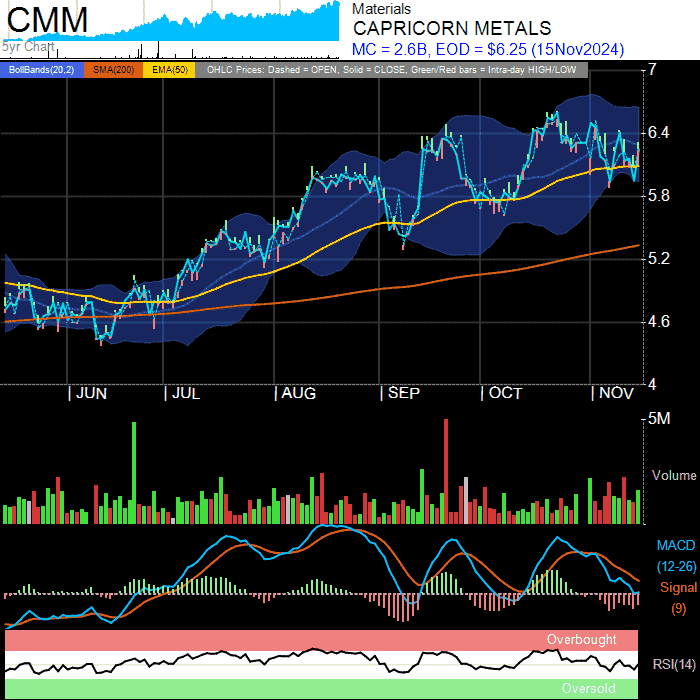 CMM
5yr Chart
Materials
CAPRICORN METALS
MC = 2.6B, EOD = $6.25 (15Nov2024)
BollBands(20,2) SMA(200) EMA(50) OHLC Prices: Dashed = OPEN, Solid = CLOSE, Green/Red bars = Intra-day HIGH/LOW
7
6.4
5.8
5.2
4.6
4
| JUN | JUL | AUG | SEP | OCT | NOV
5M
Volume
MACD
(12-26)
Signal
(9)
Overbought
RSI(14)
Oversold